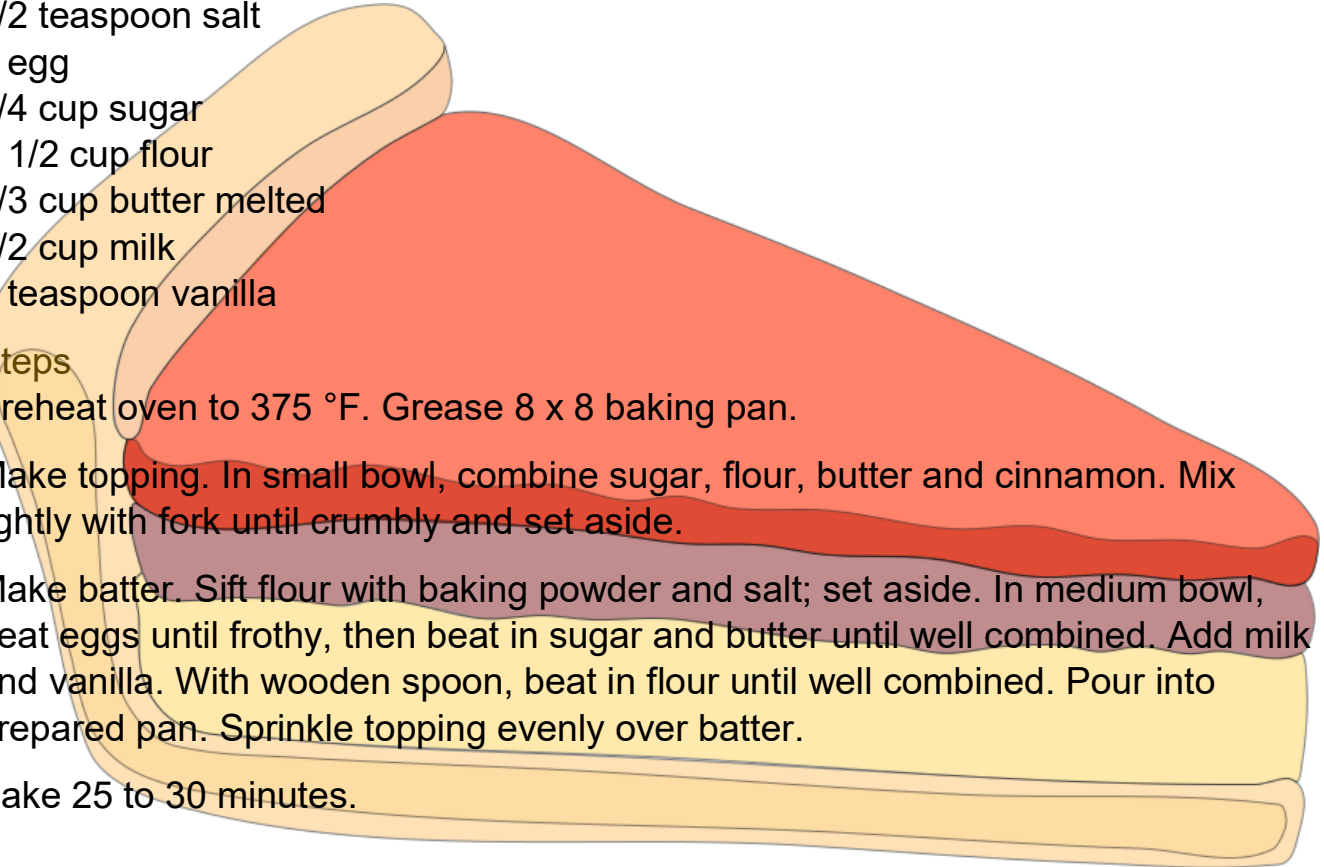 /2 teaspoon salt
egg
/4 cup sugar
1/2 cup flour
/3 cup butter melted
/2 cup milk
teaspoon vanilla
teps
reheat oven to 375 °F. Grease 8 x 8 baking pan.
ake topping. In small bowl, combine sugar, flour, butter and cinnamon. Mix
ghtly with fork until crumbly and set aside.
ake batter. Sift flour with baking powder and salt; set aside. In medium bowl,
eat eggs until frothy, then beat in sugar and butter until well combined. Add milk
nd vanilla. With wooden spoon, beat in flour until well combined. Pour into
repared pan. Sprinkle topping evenly over batter.
ake 25 to 30 minutes.